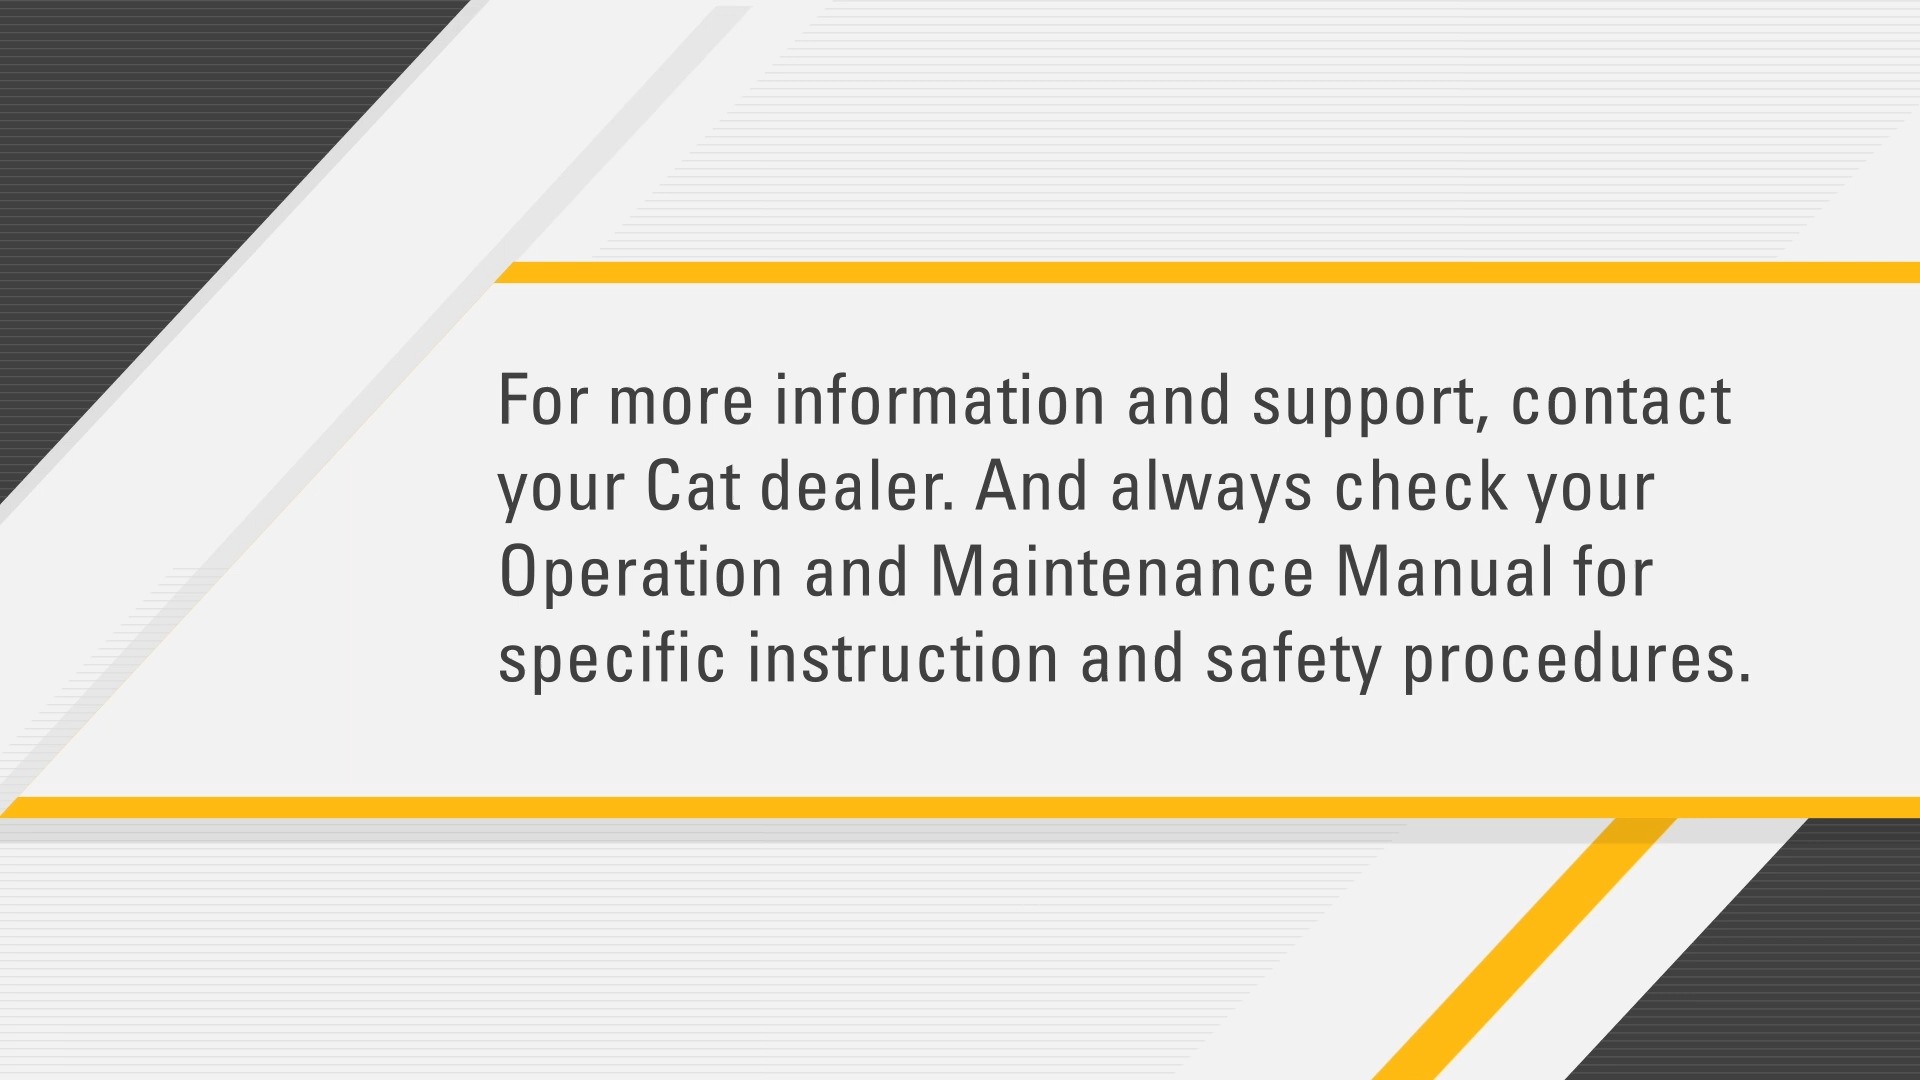 For more information and support, contact
your Cat dealer. And always check your
Operation and Maintenance Manual for
specific instruction and safety procedures.